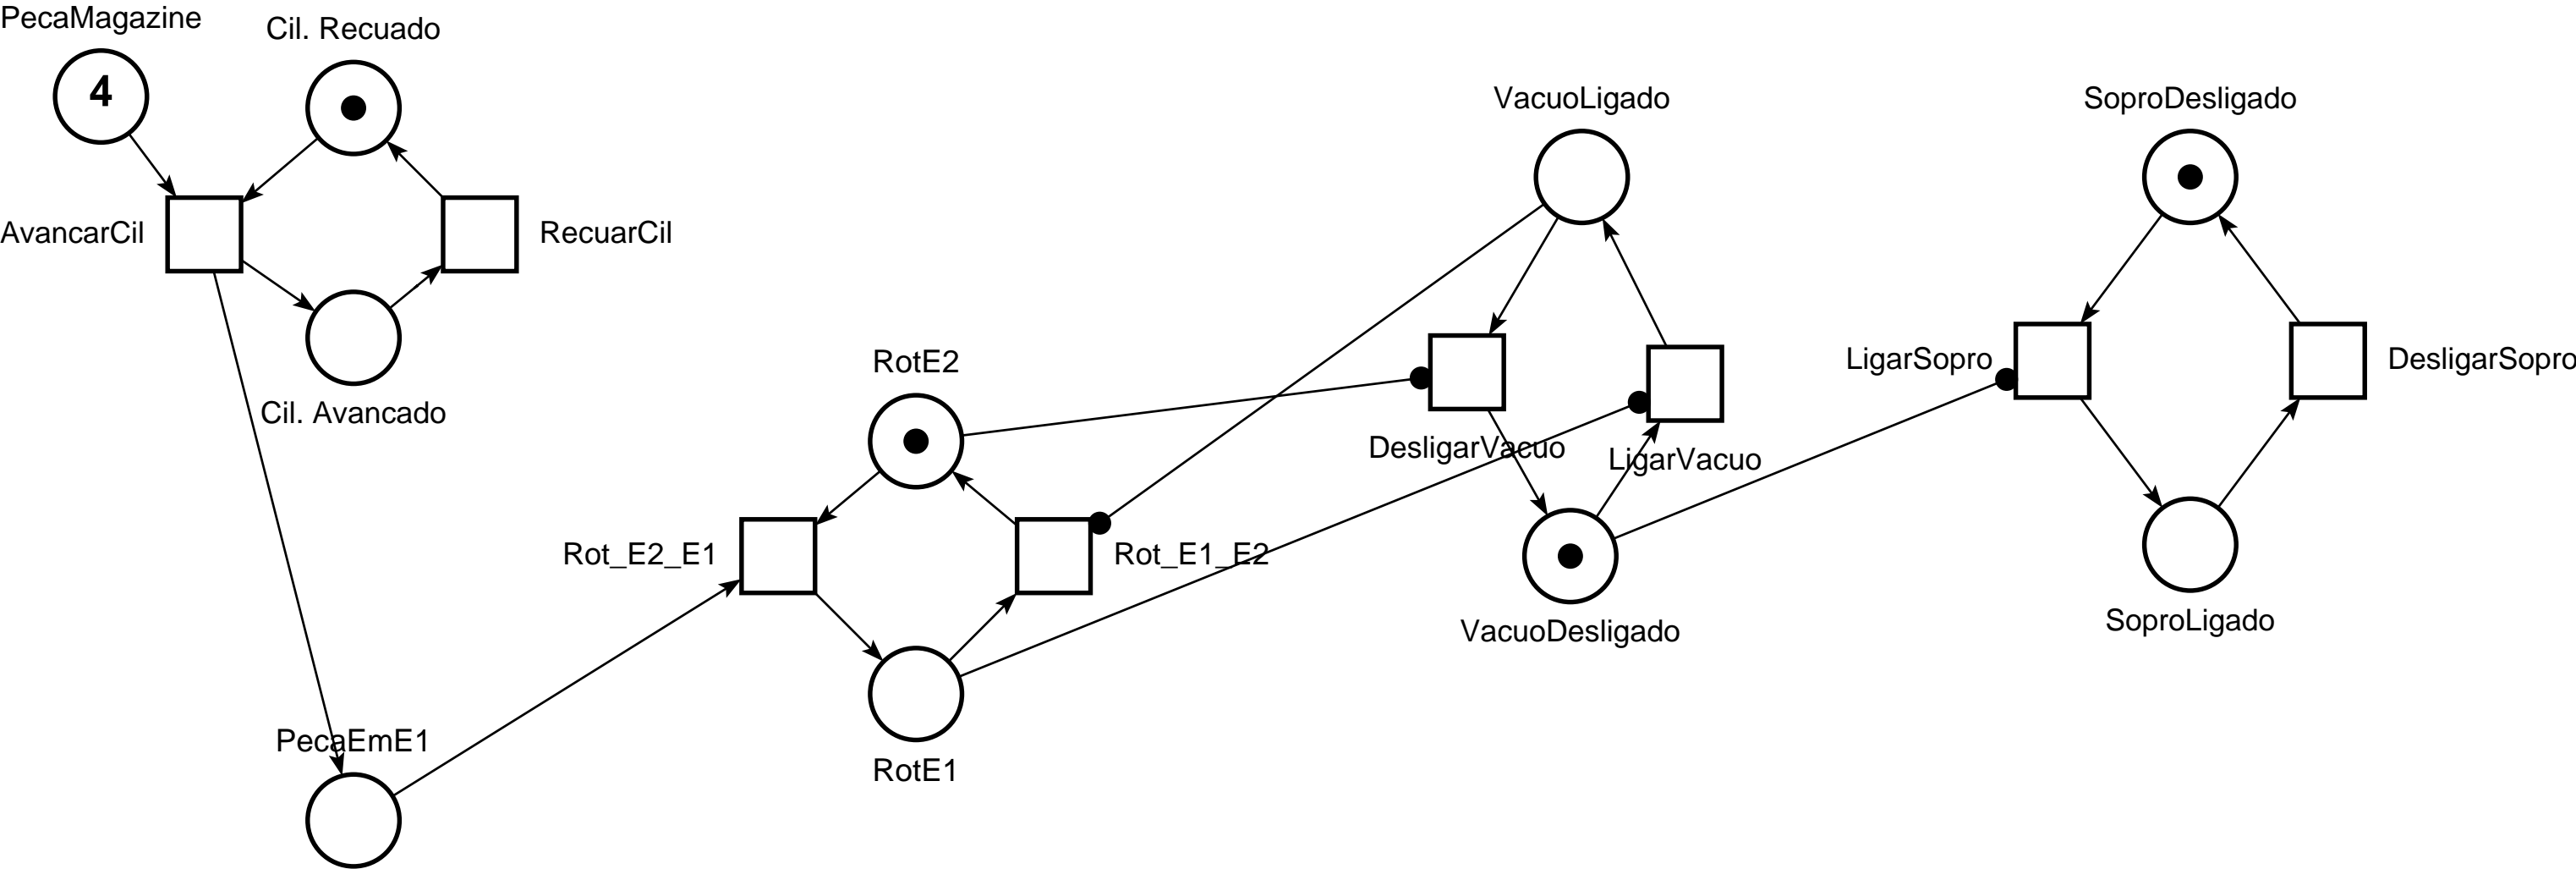 PecaMagazine
Cil. Recuado
4
VacuoLigado
SoproDesligado
AvancarCil
RecuarCil
RotE2
LigarSopro
DesligarSopro
Cil. Avancado
DesligarVacuo
LigarVacuo
Rot_E2_E1
Rot_E1_E2
VacuoDesligado
SoproLigado
PecaEmE1
RotE1